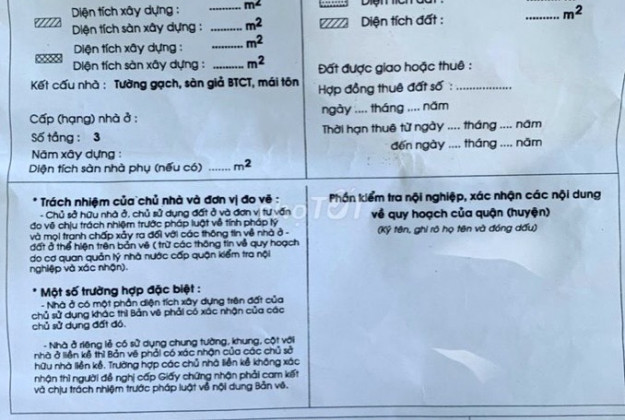 Diện tích xây dựng : ......... m2
Diện tích sàn xây dựng : ......... m2
Diện tích xây dựng : ......... m2
Diện tích sàn xây dựng : ......... m2
Kết cấu nhà : Tường gạch, sàn giả BTCT, mái tôn
Cấp (hạng) nhà ở :
Số tầng : 3
Năm xây dựng :
Diện tích sàn nhà phụ (nếu có) ....... m2
Diện tích đất :
Diện tích đất : .......... m2
Đất được giao hoặc thuê :
Hợp đồng thuê đất số : .................
ngày .... tháng .... năm
Thời hạn thuê từ ngày .... tháng .... năm
đến ngày .... tháng .... năm
* Trách nhiệm của chủ nhà và đơn vị đo vẽ :
- Chủ sở hữu nhà ở, chủ sử dụng đất ở và đơn vị tư vấn
đo vẽ chịu trách nhiệm trước pháp luật về tính pháp lý
và mọi tranh chấp xảy ra đối với các thông tin về nhà ở -
đất ở thể hiện trên bản vẽ ( trừ các thông tin về quy hoạch
do cơ quan quản lý nhà nước cấp quận kiểm tra nội
nghiệp và xác nhận).
* Một số trường hợp đặc biệt :
- Nhà ở có một phần diện tích xây dựng trên đất của
chủ sử dụng khác thì Bản vẽ phải có xác nhận của các
chủ sử dụng đất đó.
- Nhà ở riêng lẻ có sử dụng chung tường, khung, cột với
nhà ở liền kề thì Bản vẽ phải có xác nhận của các chủ sở
hữu nhà liền kề. Trường hợp các chủ nhà liền kề không xác
nhận thì người đề nghị cấp Giấy chứng nhận phải cam kết
và chịu trách nhiệm trước pháp luật về nội dung Bản vẽ.
Phần kiểm tra nội nghiệp, xác nhận các nội dung
về quy hoạch của quận (huyện)
(Ký tên, ghi rõ họ tên và đóng dấu)